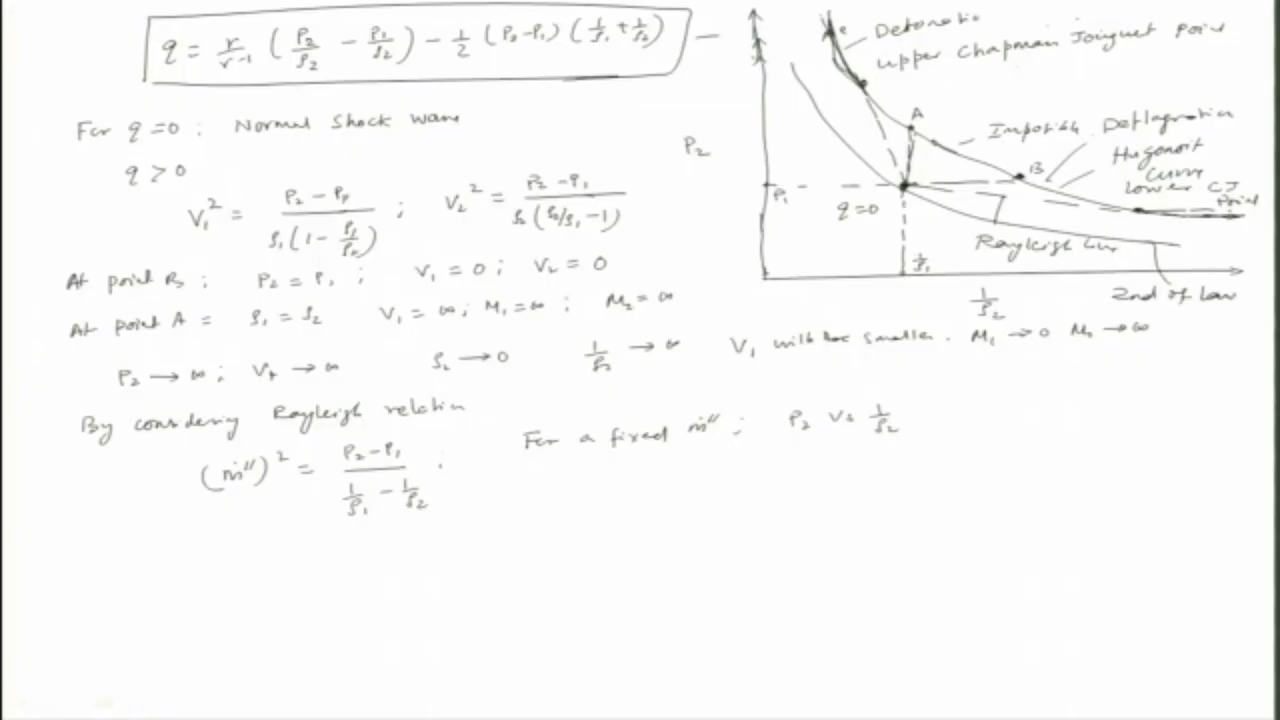 q = γ/γ-1 ( P2/ρ2 − P1/ρ2 ) − 1/2 (P2−P1) ( 1/ρ1 + 1/ρ2 ) —
For q=0 : Normal Shock Wave
q > 0
V1² = P2 − P1 / ρ1 (1 − ρ1/ρ2) ; V2² = P2 − P1 / ρ2 (ρ2/ρ1 −1)
At point B ; P2 = P1 ; V1 = 0 ; V2 = 0
At point A = ρ1 = ρ2 V1 = ∞ ; M1 = ∞ ; M2 = ∞
P2 → ∞ ; V1 → ∞ ρ2 → 0 1/ρ2 → ∞ V1 will be smaller . M1 → 0 M2 → ∞
By considering Rayleigh relation
(ṁ'')² = P2−P1 / 1/ρ1 − 1/ρ2 ; For a fixed ṁ'' ; P2 Vs 1/ρ2
Detonatio
Upper Chapman Jouguet Point
A
Imposible
Deflagration
Hugonoit
Curve
B
Lower CJ
Point
P2
P1
q=0
Rayleigh Line
1/ρ1
1/ρ2
2nd of law